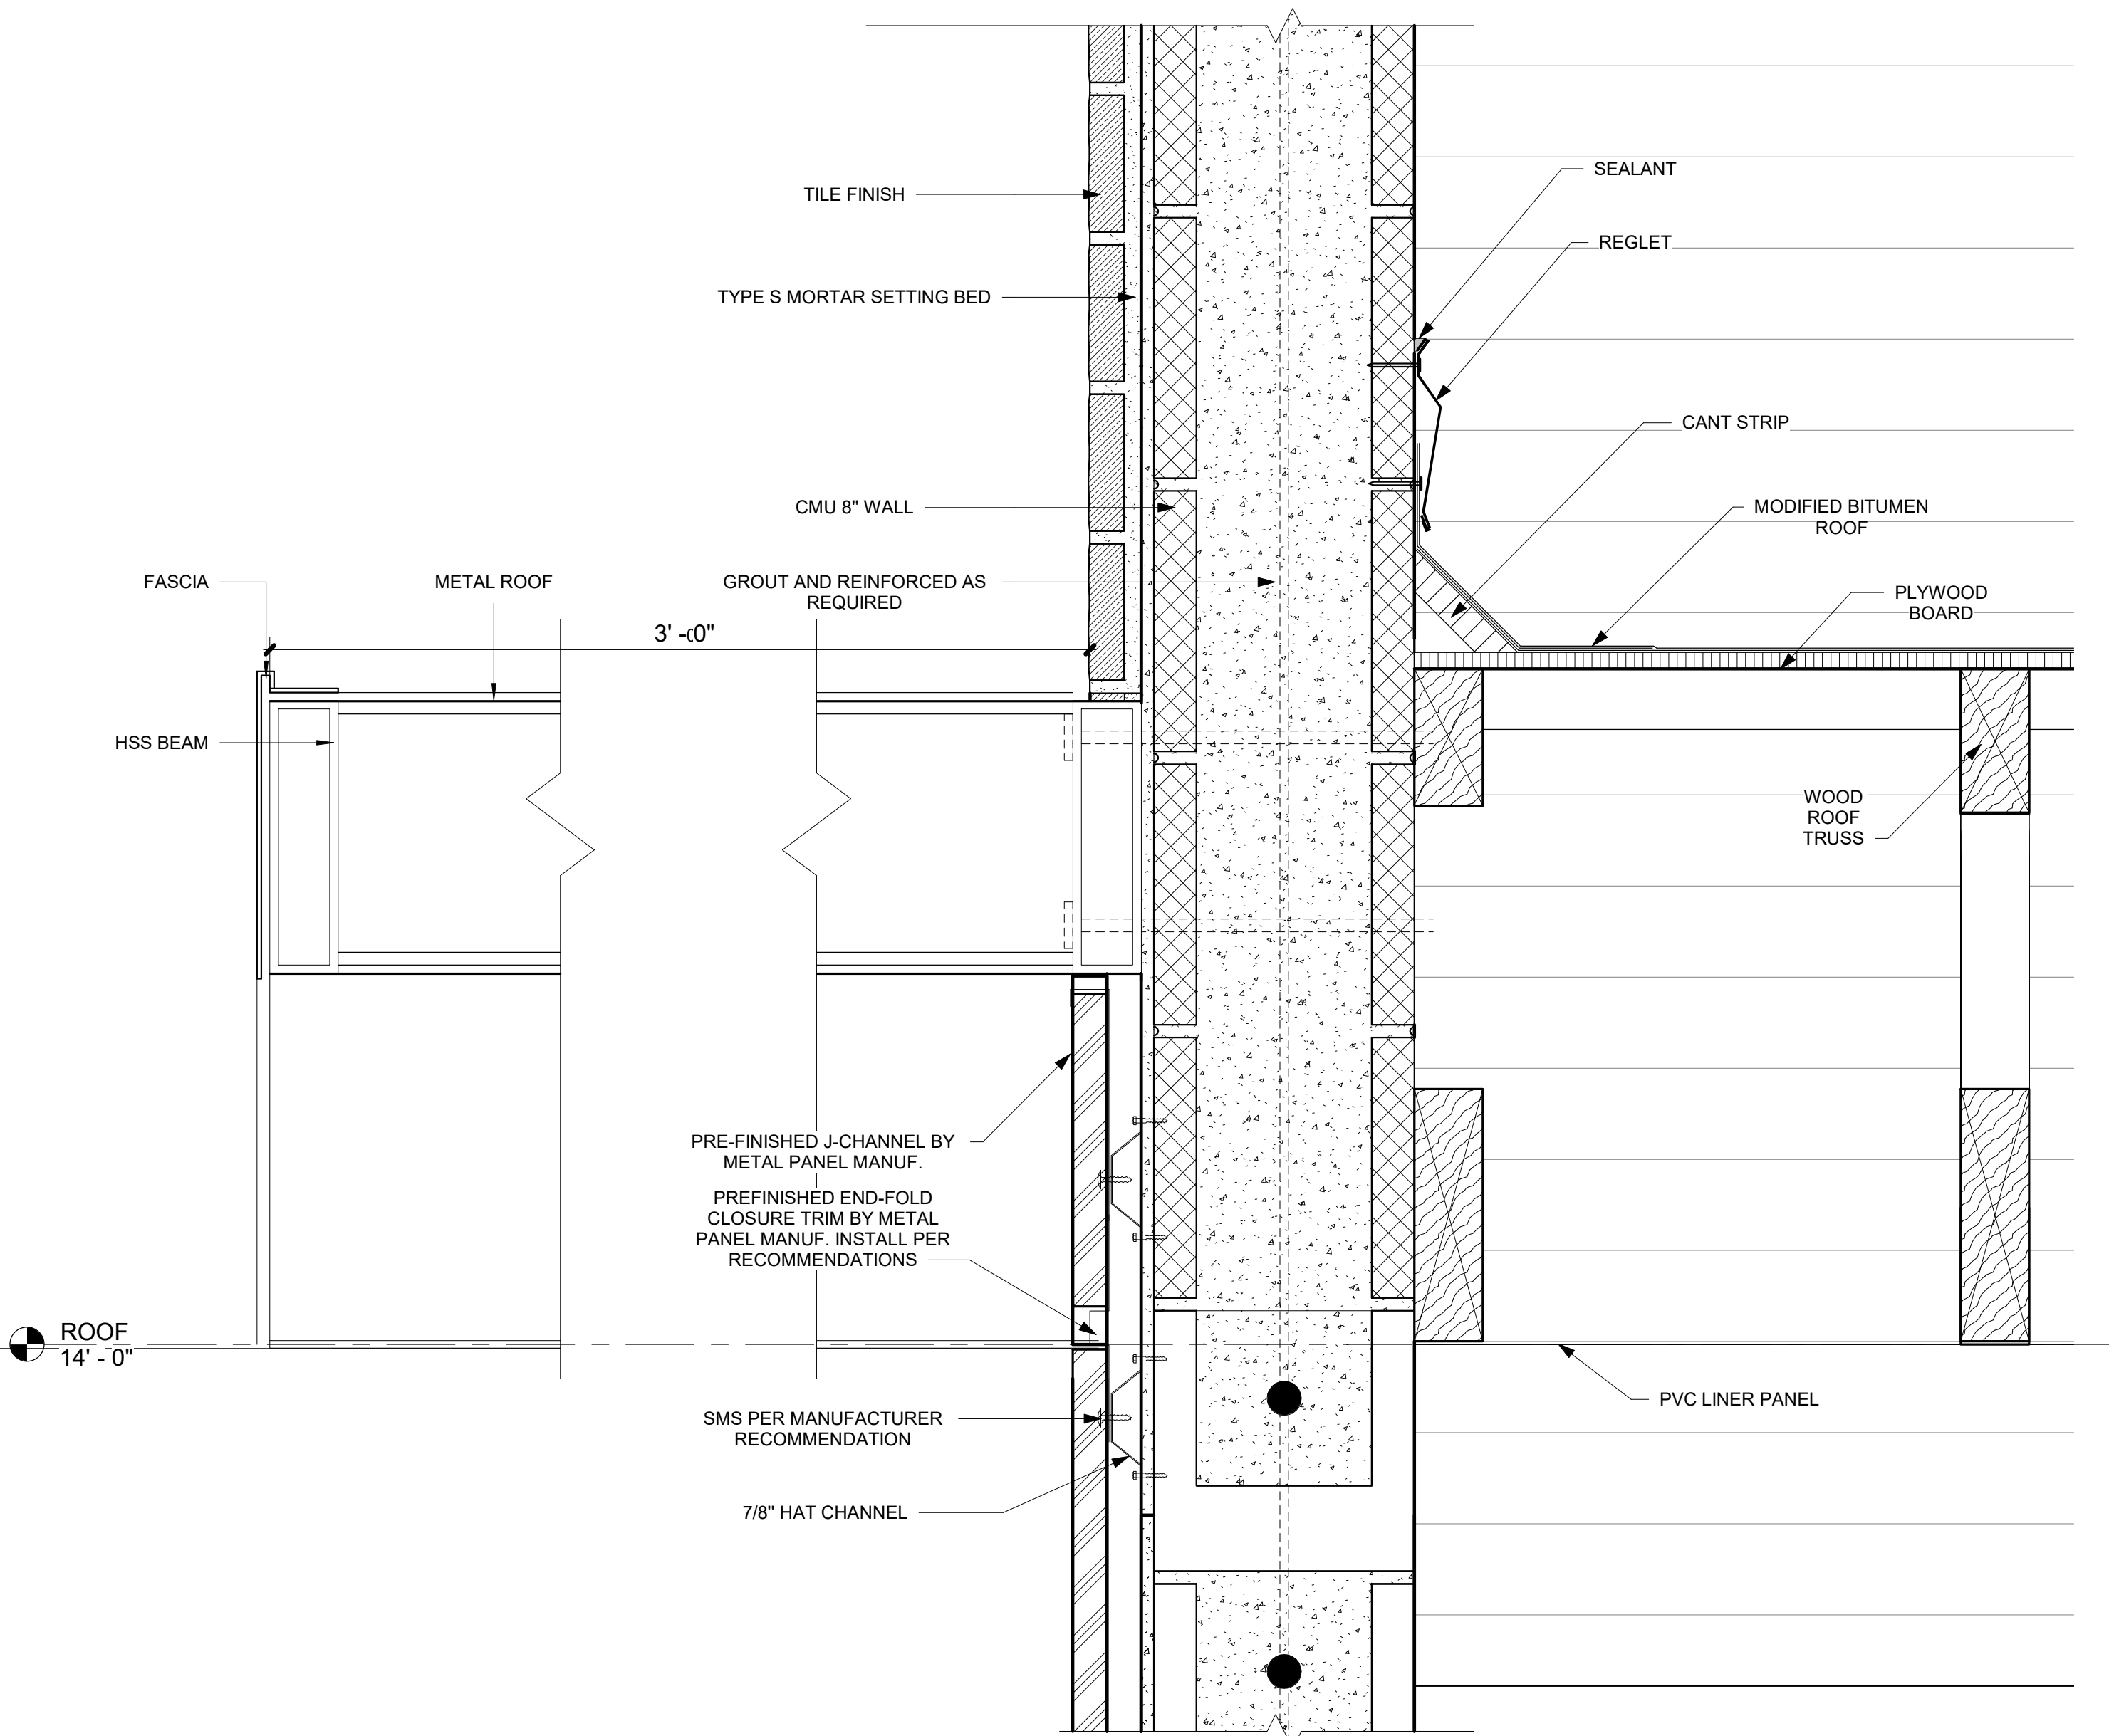 TILE FINISH
SEALANT
REGLET
TYPE S MORTAR SETTING BED
CANT STRIP
CMU 8" WALL
MODIFIED BITUMEN
ROOF
FASCIA
METAL ROOF
GROUT AND REINFORCED AS
REQUIRED
PLYWOOD
BOARD
3' -0"
HSS BEAM
WOOD
ROOF
TRUSS
PRE-FINISHED J-CHANNEL BY
METAL PANEL MANUF.
PREFINISHED END-FOLD
CLOSURE TRIM BY METAL
PANEL MANUF. INSTALL PER
RECOMMENDATIONS
ROOF
14' - 0"
PVC LINER PANEL
SMS PER MANUFACTURER
RECOMMENDATION
7/8" HAT CHANNEL